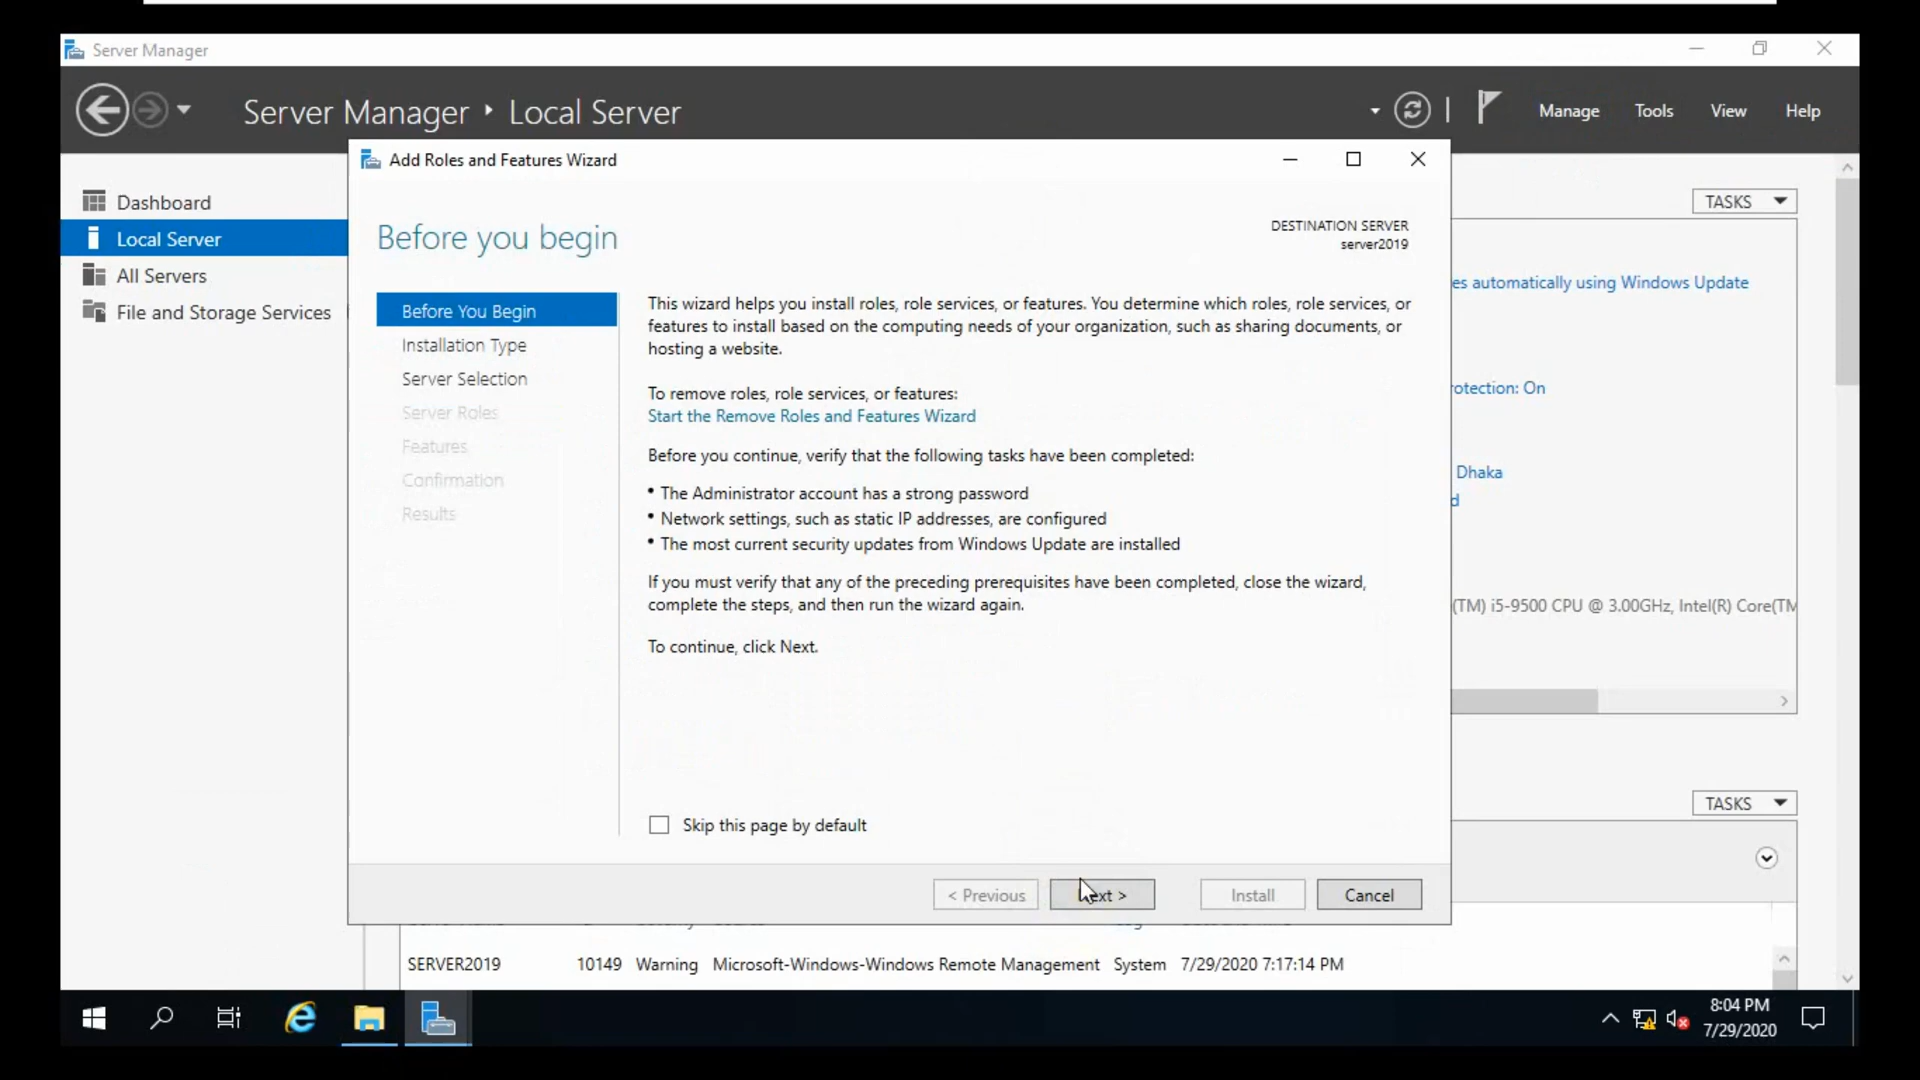 Server Manager
Server Manager
Local Server
Manage
Tools
View
Help
Dashboard
Local Server
All Servers
File and Storage Services
TASKS
es automatically using Windows Update
rotection: On
Dhaka
d
(TM) i5-9500 CPU @ 3.00GHz, Intel(R) Core(TM
TASKS
Add Roles and Features Wizard
Before you begin
DESTINATION SERVER
server2019
Before You Begin
Installation Type
Server Selection
Server Roles
Features
Confirmation
Results
This wizard helps you install roles, role services, or features. You determine which roles, role services, or
features to install based on the computing needs of your organization, such as sharing documents, or
hosting a website.
To remove roles, role services, or features:
Start the Remove Roles and Features Wizard
Before you continue, verify that the following tasks have been completed:
• The Administrator account has a strong password
• Network settings, such as static IP addresses, are configured
• The most current security updates from Windows Update are installed
If you must verify that any of the preceding prerequisites have been completed, close the wizard,
complete the steps, and then run the wizard again.
To continue, click Next.
Skip this page by default
< Previous
ext >
Install
Cancel
SERVER2019 10149 Warning Microsoft-Windows-Windows Remote Management System 7/29/2020 7:17:14 PM
8:04 PM
7/29/2020